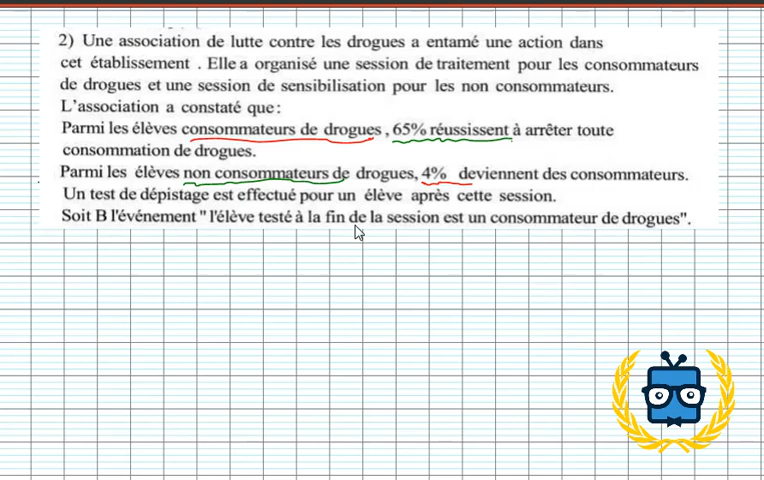 2) Une association de lutte contre les drogues a entamé une action dans
cet établissement . Elle a organisé une session de traitement pour les consommateurs
de drogues et une session de sensibilisation pour les non consommateurs.
L'association a constaté que :
Parmi les élèves consommateurs de drogues , 65% réussissent à arrêter toute
consommation de drogues.
Parmi les élèves non consommateurs de drogues, 4% deviennent des consommateurs.
Un test de dépistage est effectué pour un élève après cette session.
Soit B l'événement " l'élève testé à la fin de la session est un consommateur de drogues".